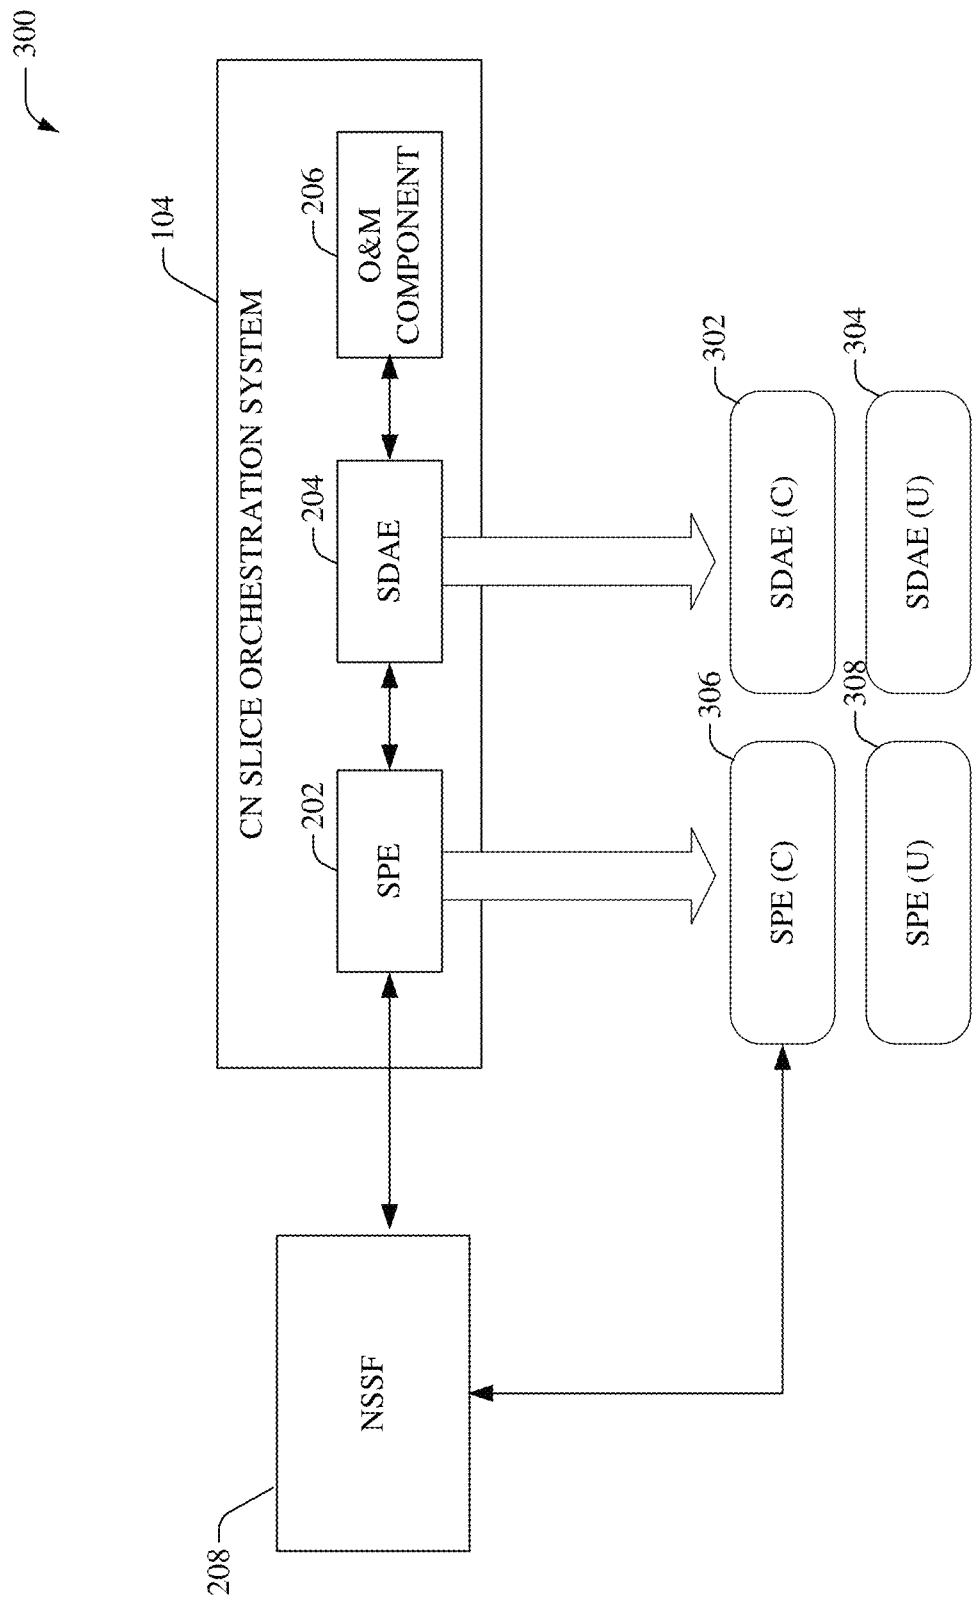 300
104
CN SLICE ORCHESTRATION SYSTEM
202
204
206
SPE
SDAE
O&M
COMPONENT
208
NSSF
306
302
SPE (C)
SDAE (C)
308
304
SPE (U)
SDAE (U)